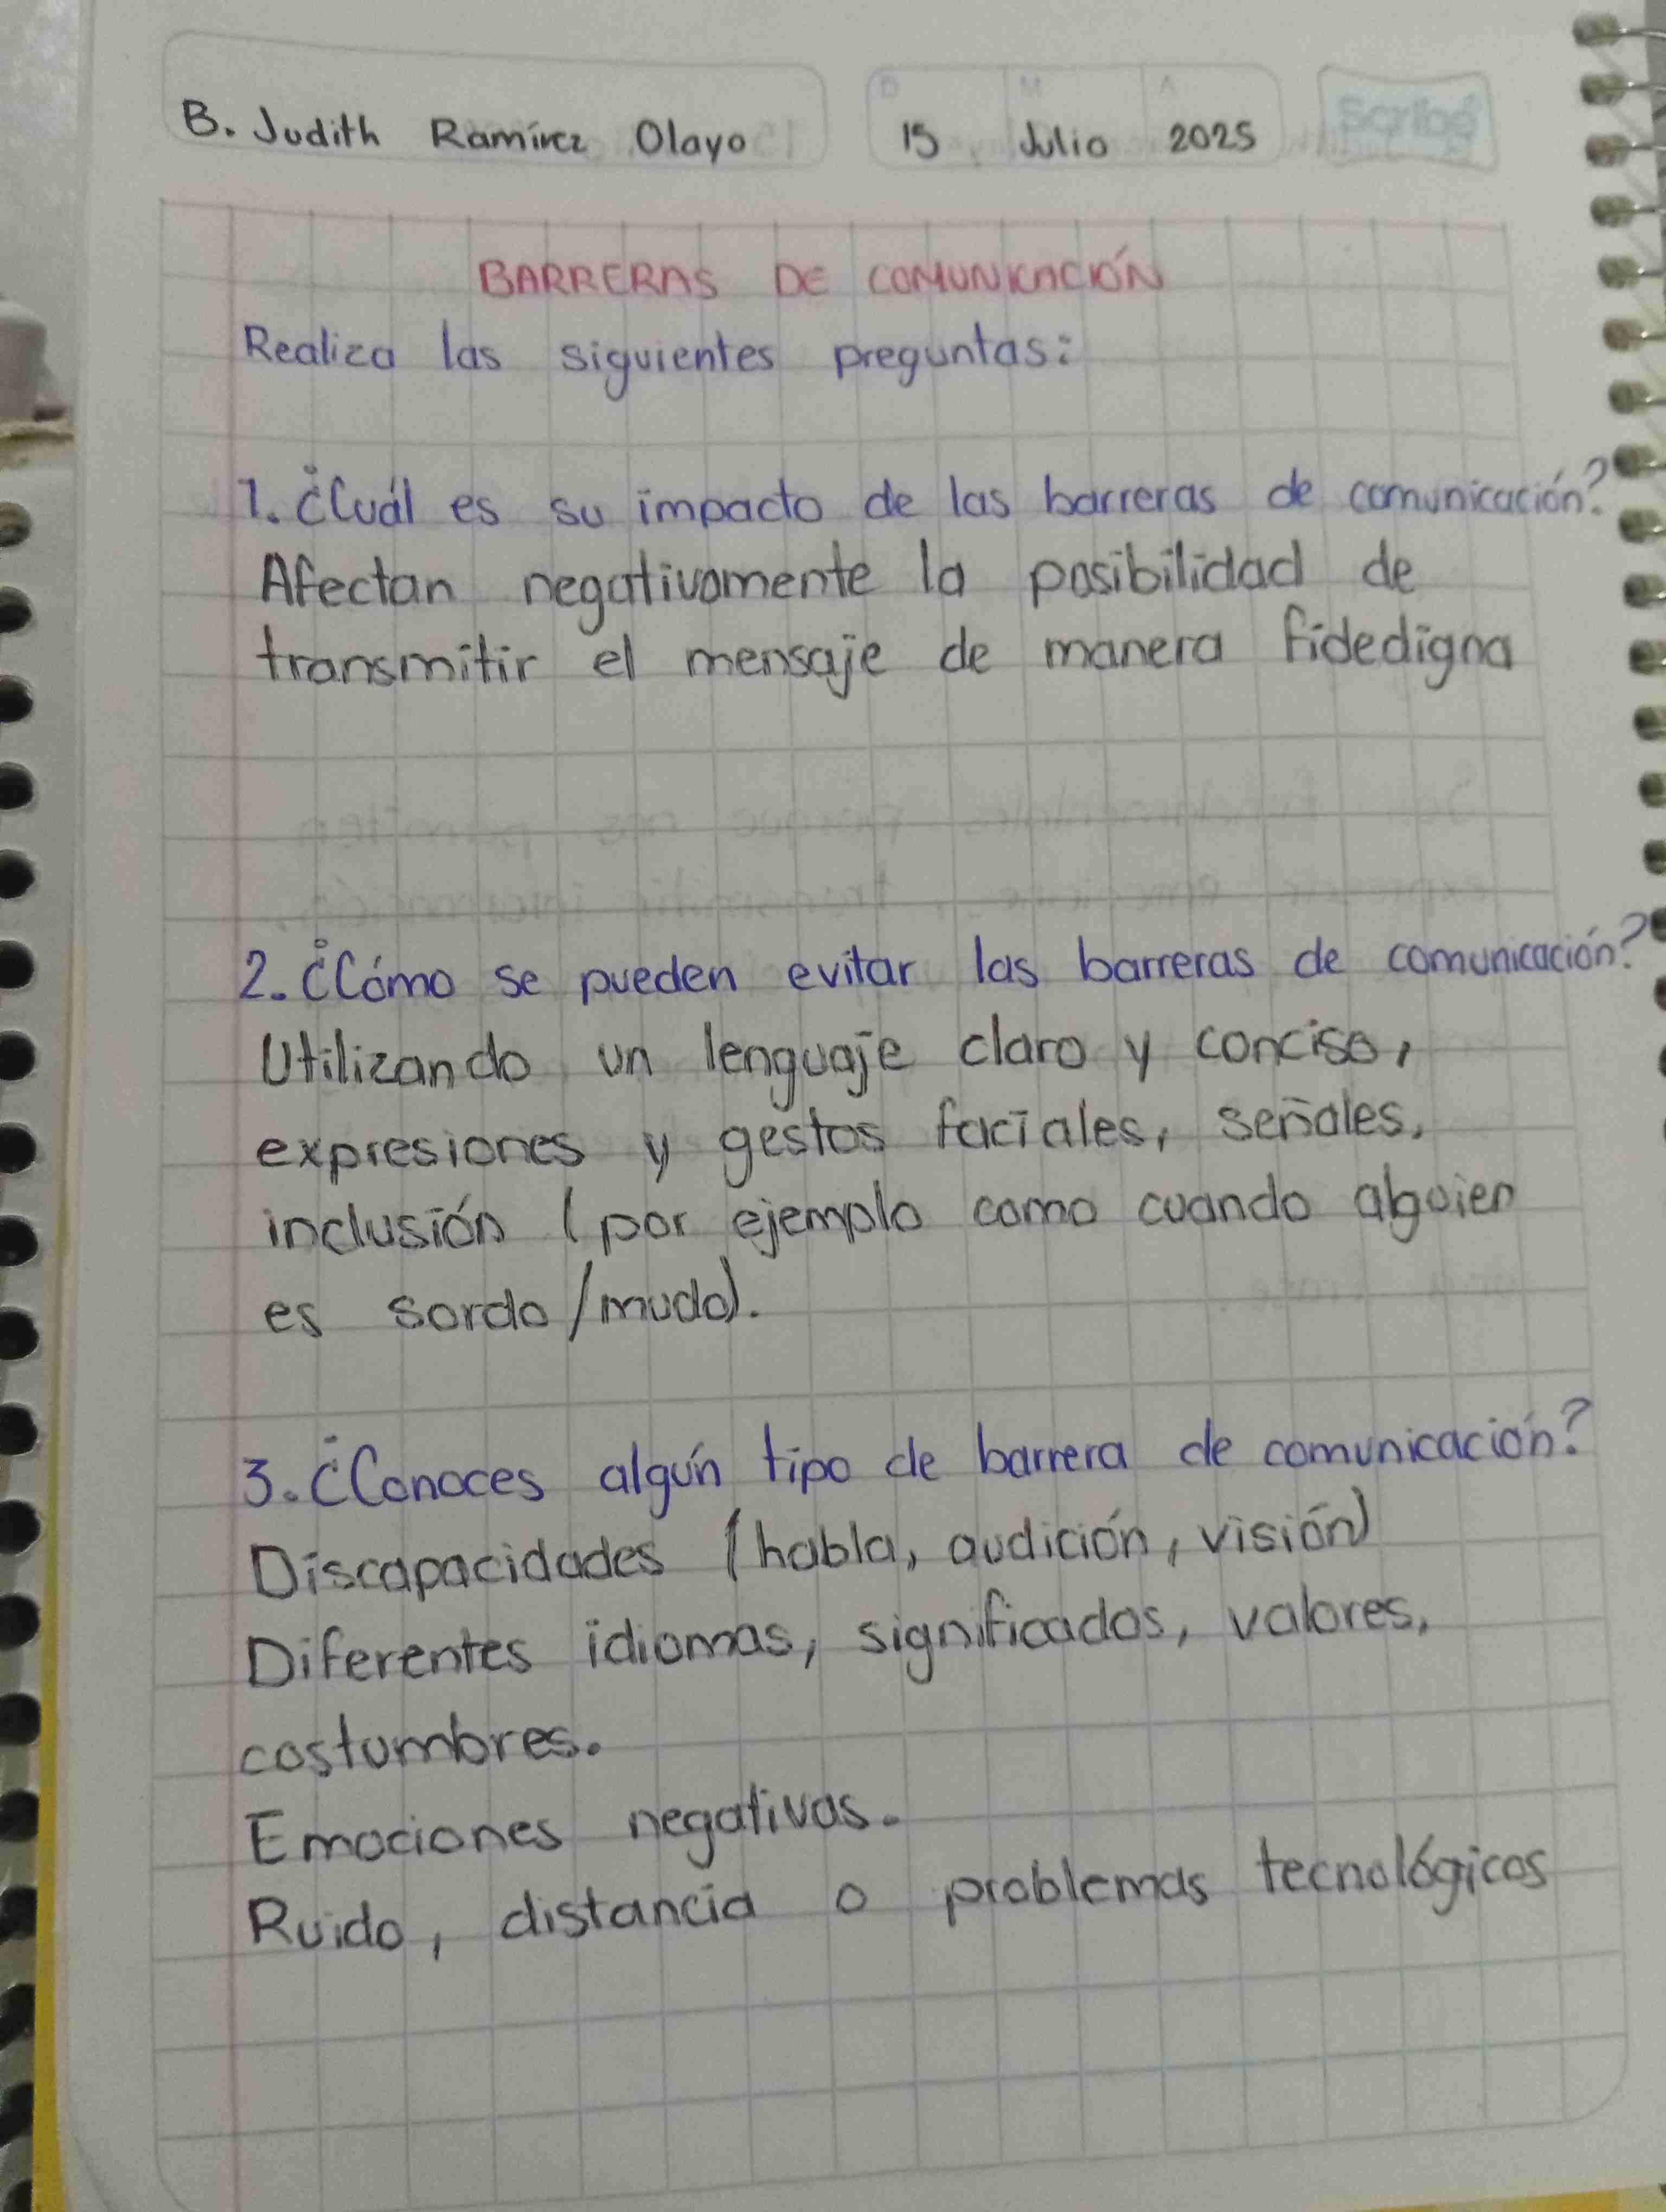 B. Judith Ramírez Olayo 15 Julio 2025 Scribe
D M A
BARRERAS DE COMUNICACIÓN
Realiza las siguientes preguntas:
1. ¿Cuál es su impacto de las barreras de comunicación?
Afectan negativamente la posibilidad de
transmitir el mensaje de manera fidedigna
2. ¿Cómo se pueden evitar las barreras de comunicación?
Utilizando un lenguaje claro y conciso,
expresiones y gestos faciales, señales,
inclusión (por ejemplo como cuando alguien
es sordo/mudo).
3. ¿Conoces algún tipo de barrera de comunicación?
Discapacidades (habla, audición, visión)
Diferentes idiomas, significados, valores,
costumbres.
Emociones negativas.
Ruido, distancia o problemas tecnológicos